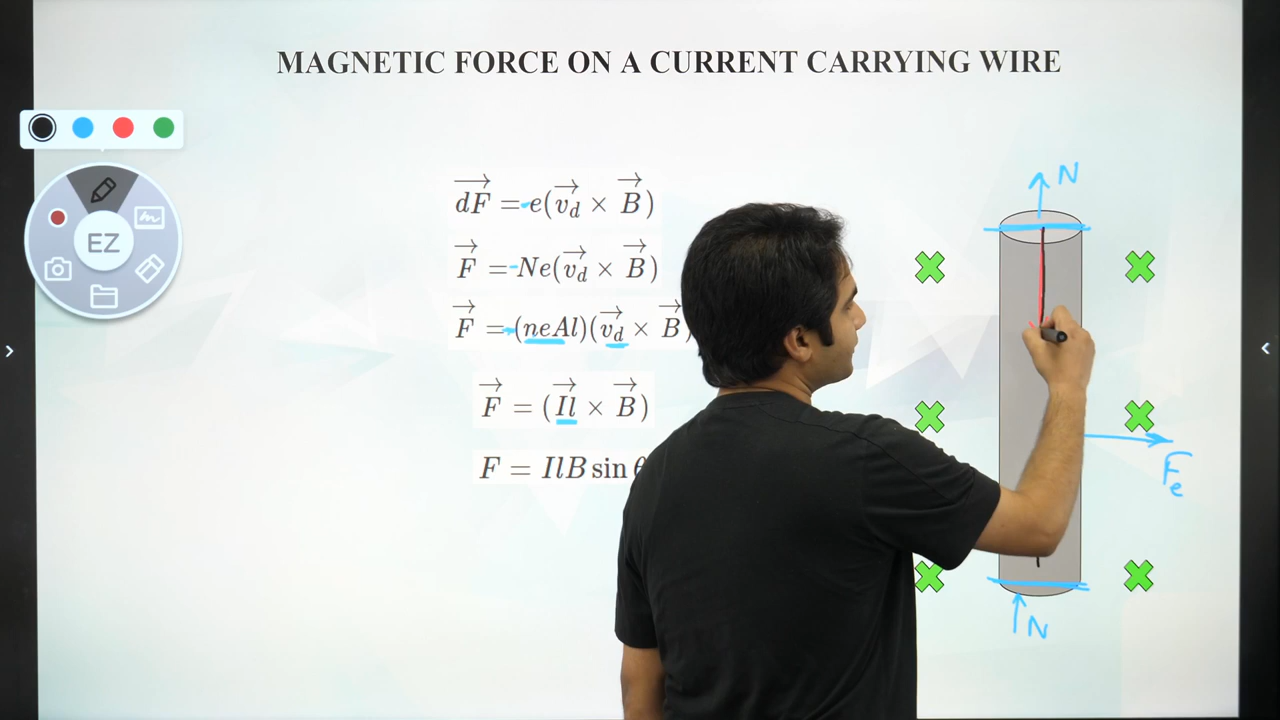 MAGNETIC FORCE ON A CURRENT CARRYING WIRE
EZ
N
dF = -e(v_d × B)
F = -Ne(v_d × B)
F = -(neAl)(v_d × B)
F = (Il × B)
F = IlB sin θ
F_e
N